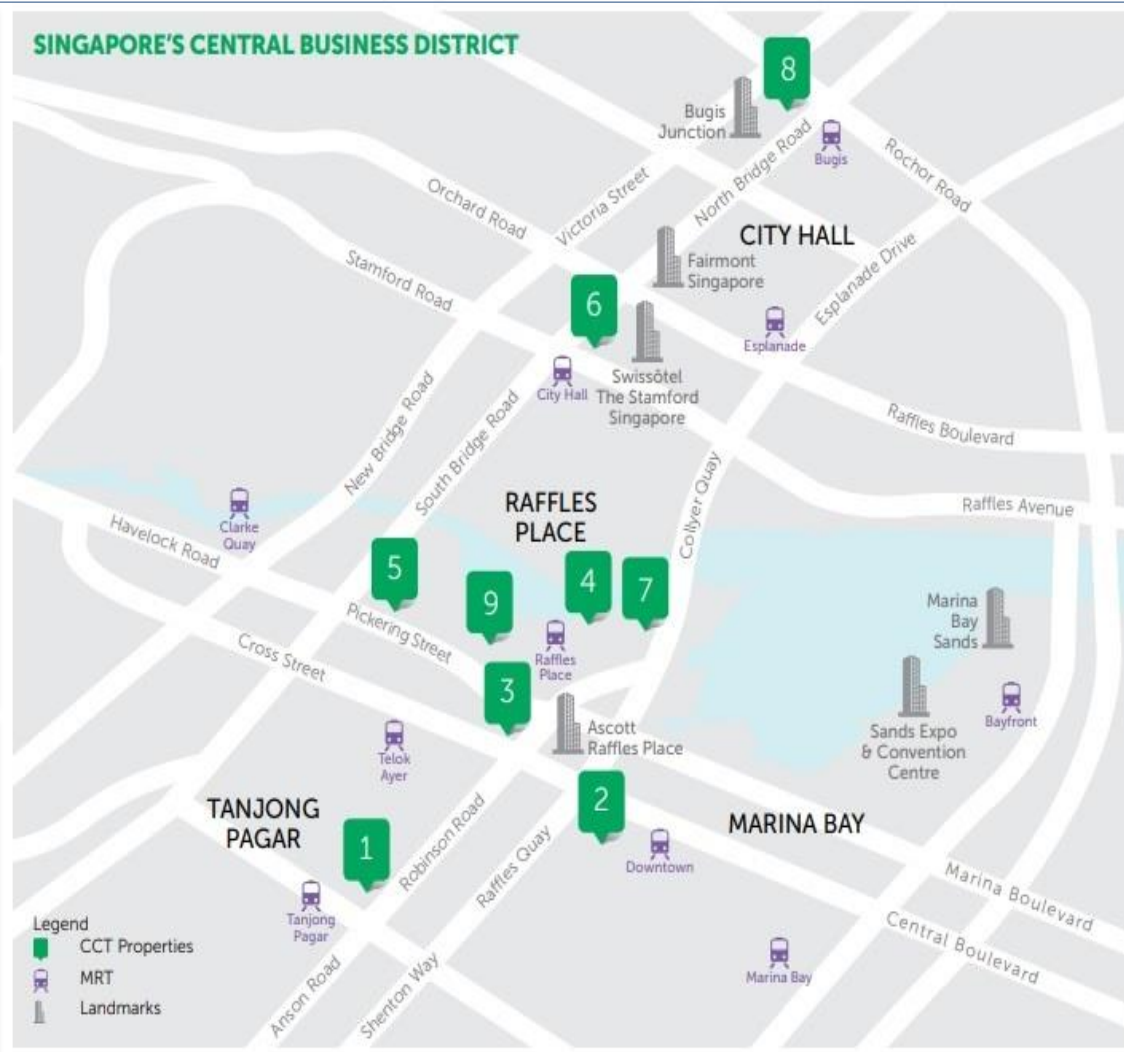 SINGAPORE'S CENTRAL BUSINESS DISTRICT
8
Bugis
Junction
North Bridge Road
Bugis
Rochor Road
Orchard Road
Victoria Street
CITY HALL
Fairmont
Singapore
Esplanade Drive
Stamford Road
6
Esplanade
City Hall
Swissôtel
The Stamford
Singapore
New Bridge Road
South Bridge Road
Raffles Boulevard
Collyer Quay
Raffles Avenue
Clarke
Quay
RAFFLES
PLACE
Havelock Road
5
9
4
7
Pickering Street
Raffles
Place
Marina
Bay
Sands
Cross Street
3
Ascott
Raffles Place
Bayfront
Sands Expo
& Convention
Centre
Telok
Ayer
TANJONG
PAGAR
1
Robinson Road
2
Raffles Quay
Downtown
MARINA BAY
Marina Boulevard
Central Boulevard
Tanjong
Pagar
Anson Road
Shenton Way
Marina Bay
Legend
CCT Properties
MRT
Landmarks